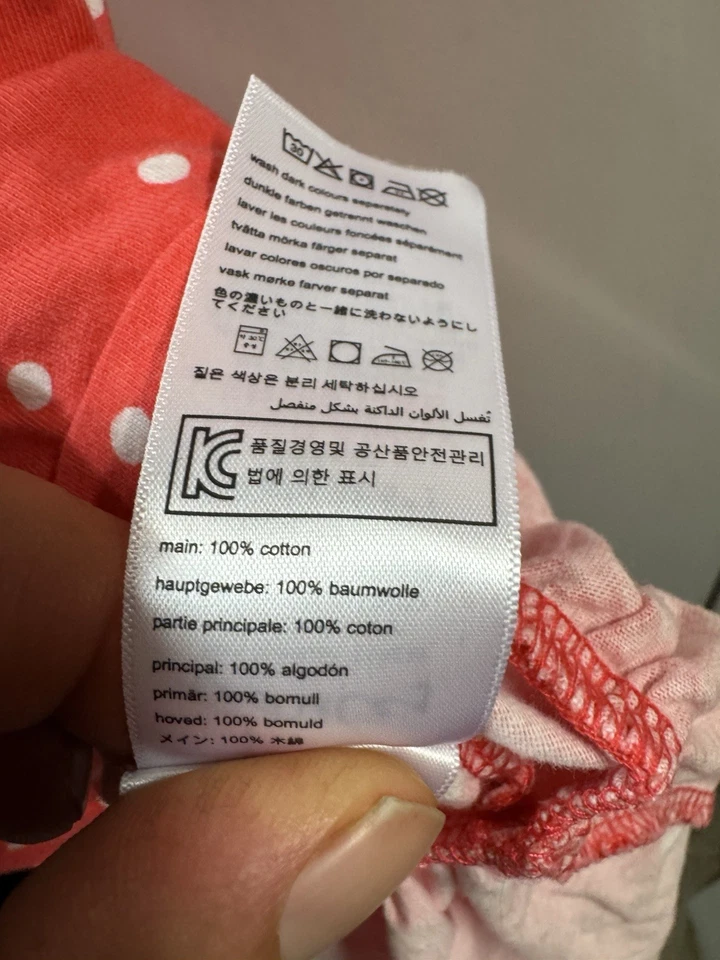 30
wash dark colours separately
dunkle farben getrennt waschen
laver les couleurs foncées séparément
tvätta mörka färger separat
lavar colores oscuros por separado
vask mørke farver separat
色の濃いものと一緒に洗わないようにし
てください
짙은 색상은 분리 세탁하십시오
تغسل الألوان الداكنة بشكل منفصل
KC 품질경영및 공산품안전관리
법에 의한 표시
main: 100% cotton
hauptgewebe: 100% baumwolle
partie principale: 100% coton
principal: 100% algodón
primär: 100% bomull
hoved: 100% bomuld
メイン: 100% 木綿